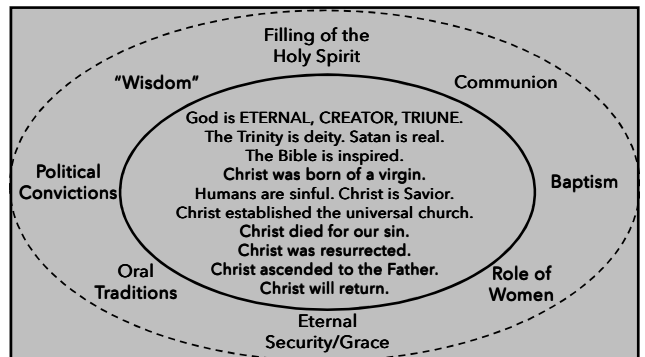 Filling of the
Holy Spirit
"Wisdom"
Communion
God is ETERNAL, CREATOR, TRIUNE.
The Trinity is deity. Satan is real.
The Bible is inspired.
Christ was born of a virgin.
Humans are sinful. Christ is Savior.
Christ established the universal church.
Christ died for our sin.
Christ was resurrected.
Christ ascended to the Father.
Christ will return.
Political
Convictions
Baptism
Oral
Traditions
Role of
Women
Eternal
Security/Grace